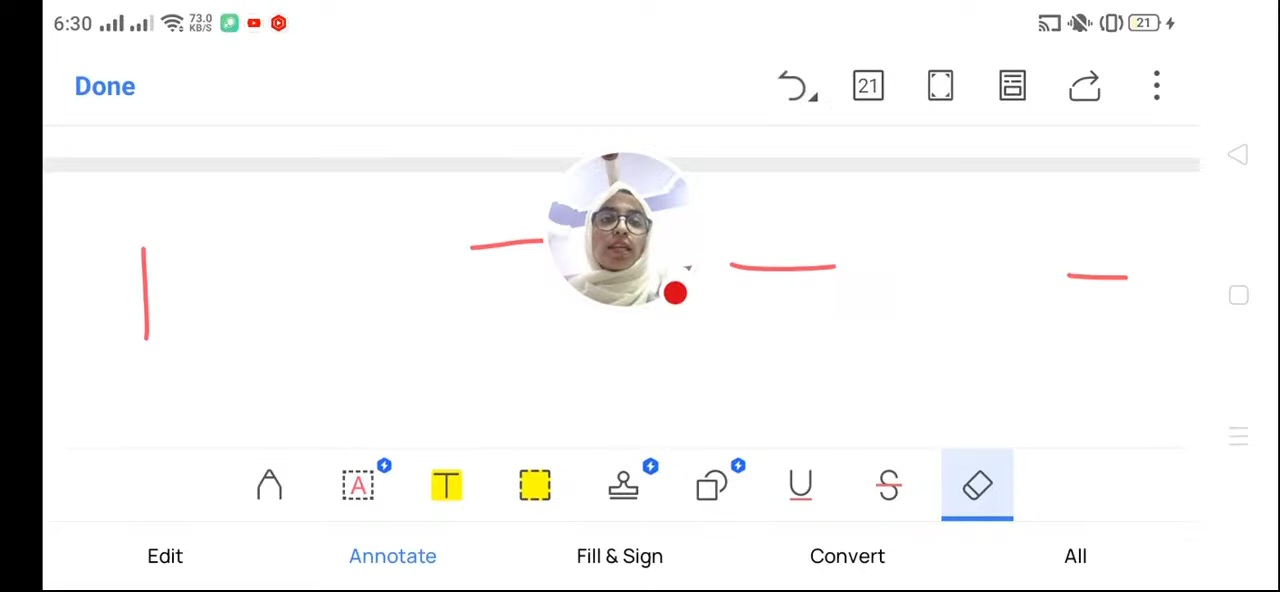 6:30 73.0 KB/S 21
Done 21
A T U S
Edit Annotate Fill & Sign Convert All